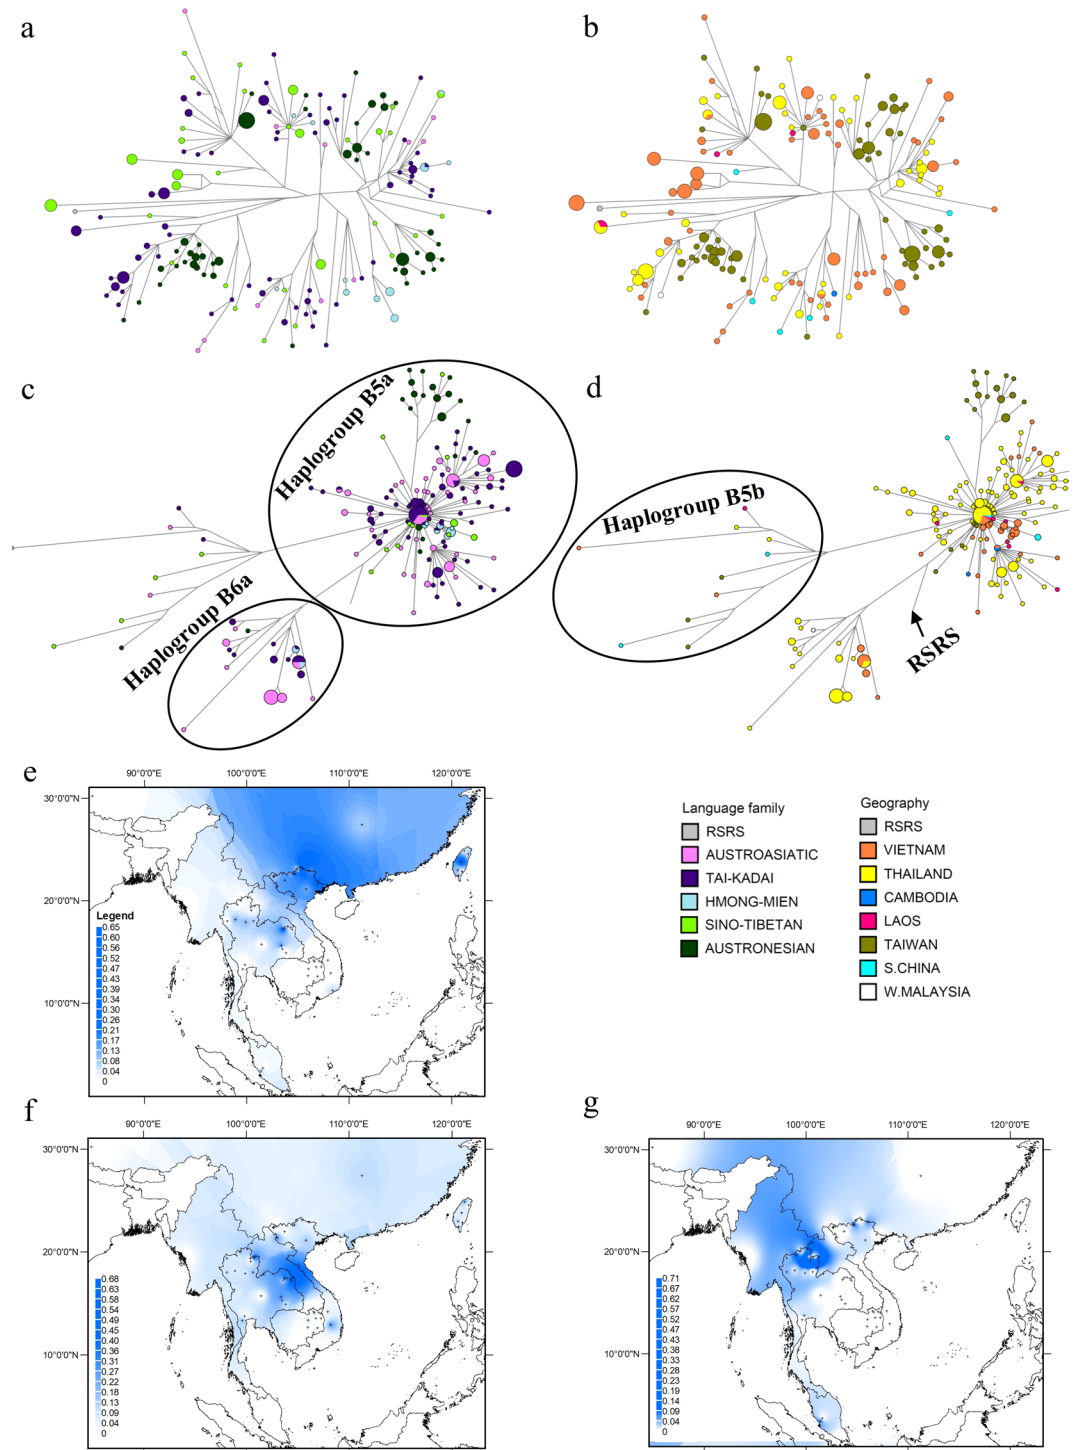 a
b
c
Haplogroup B5a
Haplogroup B6a
d
Haplogroup B5b
RSRS
e
90°0'0"E
100°0'0"E
110°0'0"E
120°0'0"E
30°0'0"N
20°0'0"N
10°0'0"N
Legend
0.65
0.60
0.56
0.52
0.47
0.43
0.39
0.34
0.30
0.26
0.21
0.17
0.13
0.08
0.04
0
Language family
RSRS
AUSTROASIATIC
TAI-KADAI
HMONG-MIEN
SINO-TIBETAN
AUSTRONESIAN
Geography
RSRS
VIETNAM
THAILAND
CAMBODIA
LAOS
TAIWAN
S.CHINA
W.MALAYSIA
f
90°0'0"E
100°0'0"E
110°0'0"E
120°0'0"E
30°0'0"N
20°0'0"N
10°0'0"N
0.68
0.63
0.58
0.54
0.49
0.45
0.40
0.36
0.31
0.27
0.22
0.18
0.13
0.09
0.04
0
g
90°0'0"E
100°0'0"E
110°0'0"E
120°0'0"E
30°0'0"N
20°0'0"N
10°0'0"N
0.71
0.67
0.62
0.57
0.52
0.47
0.43
0.38
0.33
0.28
0.23
0.19
0.14
0.09
0.04
0